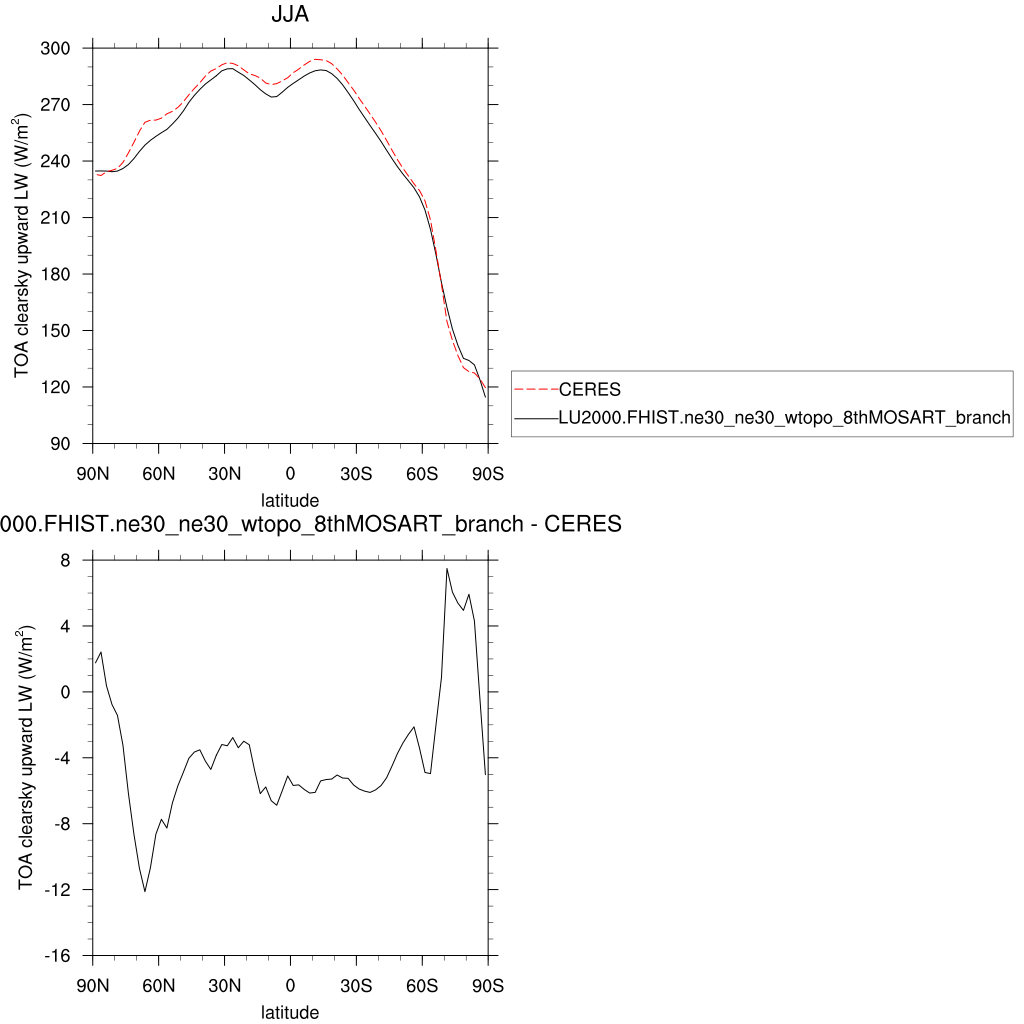 JJA
TOA clearsky upward LW (W/m²)
300
270
240
210
180
150
120
90
90N 60N 30N 0 30S 60S 90S
latitude
CERES
LU2000.FHIST.ne30_ne30_wtopo_8thMOSART_branch
000.FHIST.ne30_ne30_wtopo_8thMOSART_branch - CERES
TOA clearsky upward LW (W/m²)
8
4
0
-4
-8
-12
-16
90N 60N 30N 0 30S 60S 90S
latitude